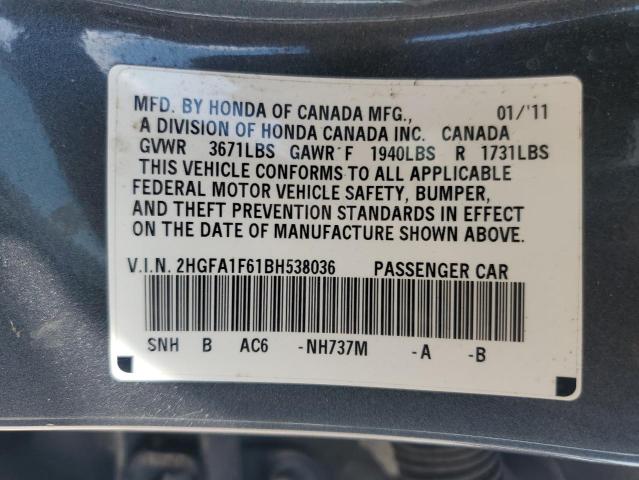 MFD. BY HONDA OF CANADA MFG., 01/'11
A DIVISION OF HONDA CANADA INC. CANADA
GVWR 3671LBS GAWR F 1940LBS R 1731LBS
THIS VEHICLE CONFORMS TO ALL APPLICABLE
FEDERAL MOTOR VEHICLE SAFETY, BUMPER,
AND THEFT PREVENTION STANDARDS IN EFFECT
ON THE DATE OF MANUFACTURE SHOWN ABOVE.
V.I.N. 2HGFA1F61BH538036 PASSENGER CAR
SNH B AC6 -NH737M -A -B